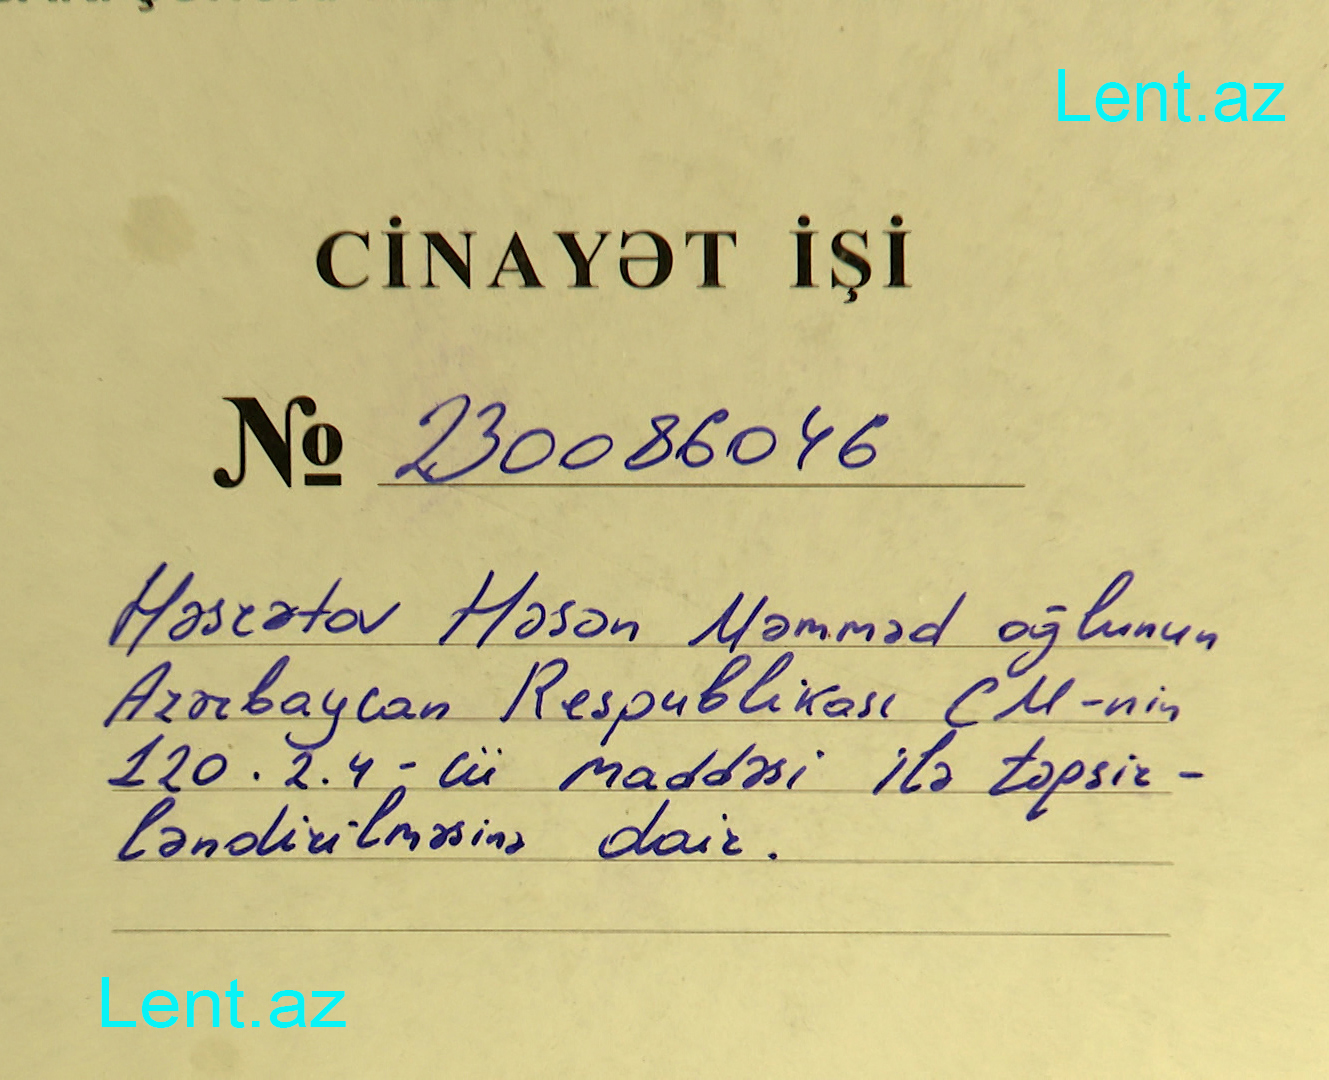 Lent.az
CİNAYƏT İŞİ
№ 230086046
Həsrətov Həsən Məmməd oğlunun
Azərbaycan Respublikası CM-nin
120.2.4-cü maddəsi ilə təpsir-
ləndirilməsinə dair.
Lent.az